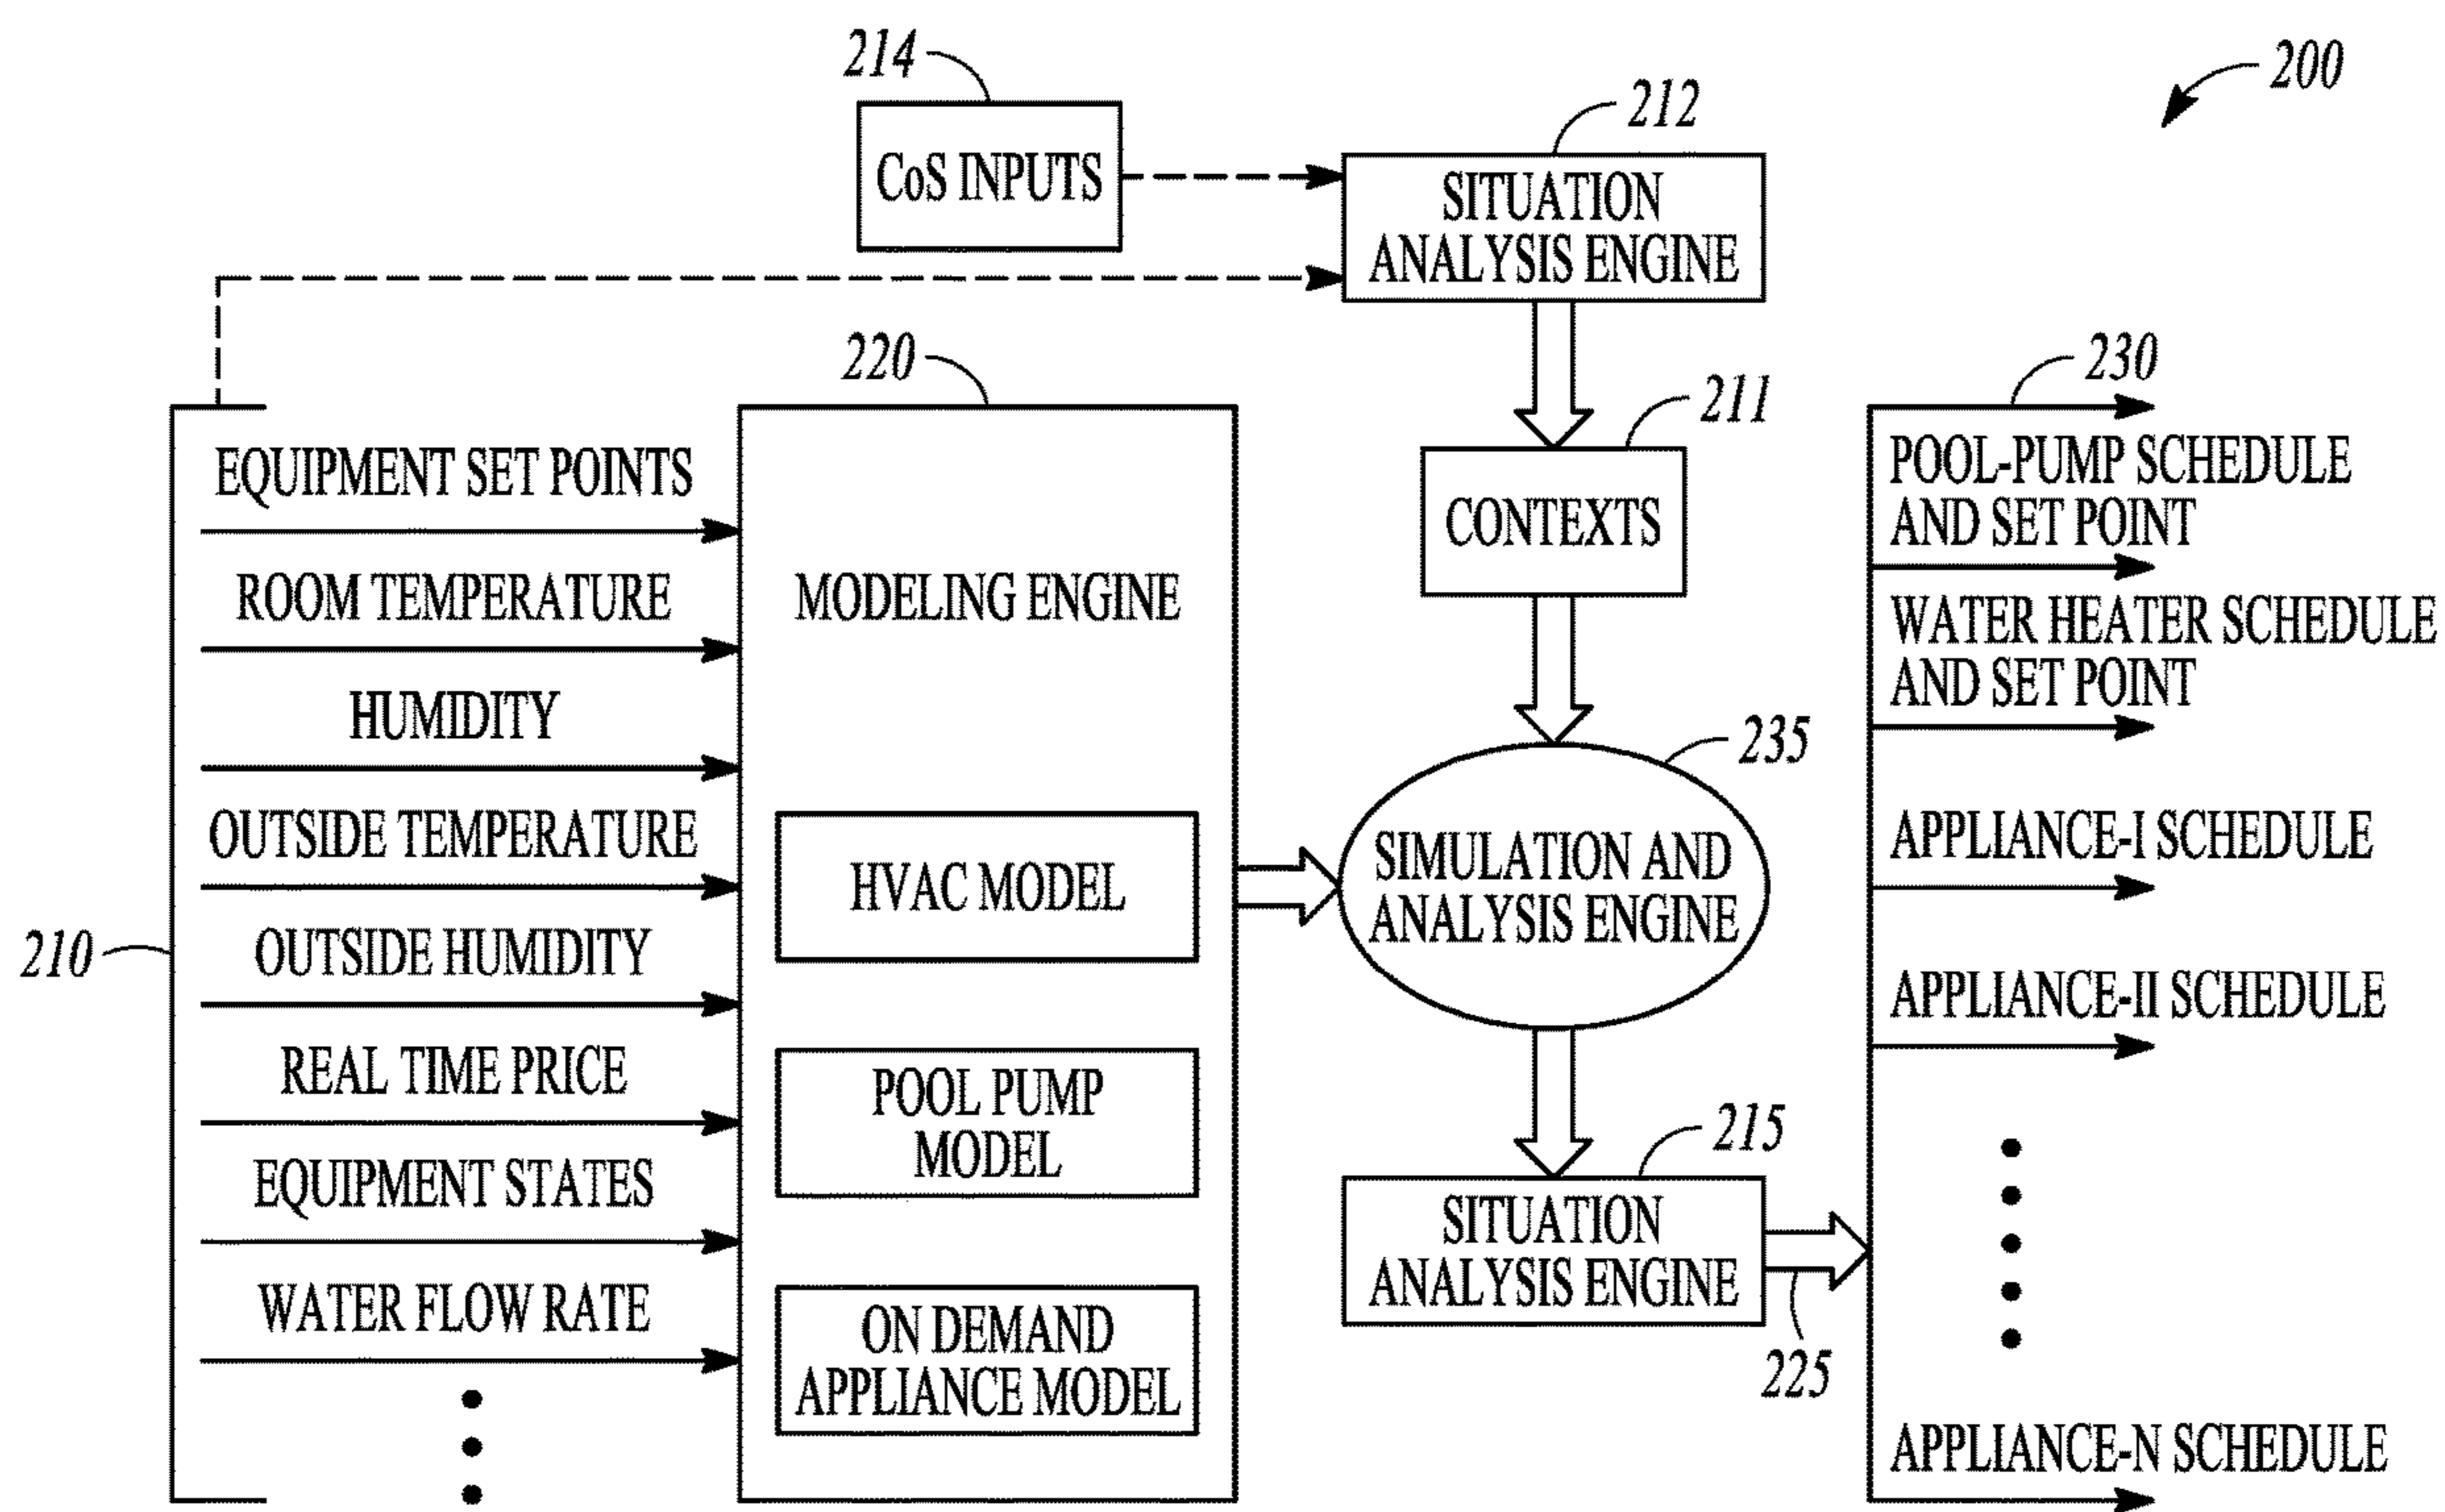 214
200
212
CoS INPUTS
SITUATION
ANALYSIS ENGINE
220
230
211
EQUIPMENT SET POINTS
ROOM TEMPERATURE
HUMIDITY
OUTSIDE TEMPERATURE
OUTSIDE HUMIDITY
REAL TIME PRICE
EQUIPMENT STATES
WATER FLOW RATE
210
MODELING ENGINE
HVAC MODEL
POOL PUMP
MODEL
ON DEMAND
APPLIANCE MODEL
CONTEXTS
235
SIMULATION AND
ANALYSIS ENGINE
215
SITUATION
ANALYSIS ENGINE
225
POOL-PUMP SCHEDULE
AND SET POINT
WATER HEATER SCHEDULE
AND SET POINT
APPLIANCE-I SCHEDULE
APPLIANCE-II SCHEDULE
APPLIANCE-N SCHEDULE